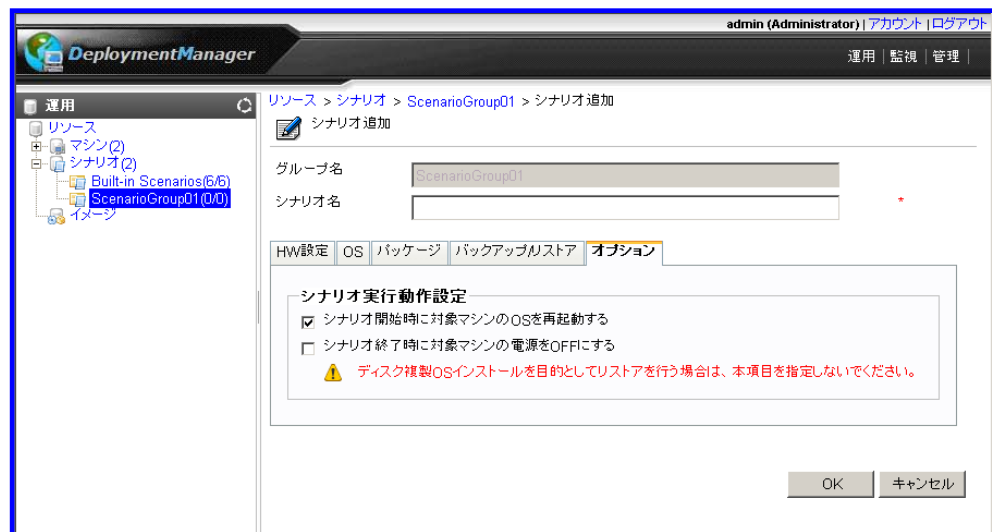 admin (Administrator) | アカウント | ログアウト
DeploymentManager
運用 | 監視 | 管理 |
運用
リソース
マシン(2)
シナリオ(2)
Built-in Scenarios(6/6)
ScenarioGroup01(0/0)
イメージ
リソース > シナリオ > ScenarioGroup01 > シナリオ追加
シナリオ追加
グループ名 ScenarioGroup01
シナリオ名 *
HW設定 OS パッケージ バックアップ/リストア オプション
シナリオ実行動作設定
シナリオ開始時に対象マシンのOSを再起動する
シナリオ終了時に対象マシンの電源をOFFにする
ディスク複製OSインストールを目的としてリストアを行う場合は、本項目を指定しないでください。
OK キャンセル